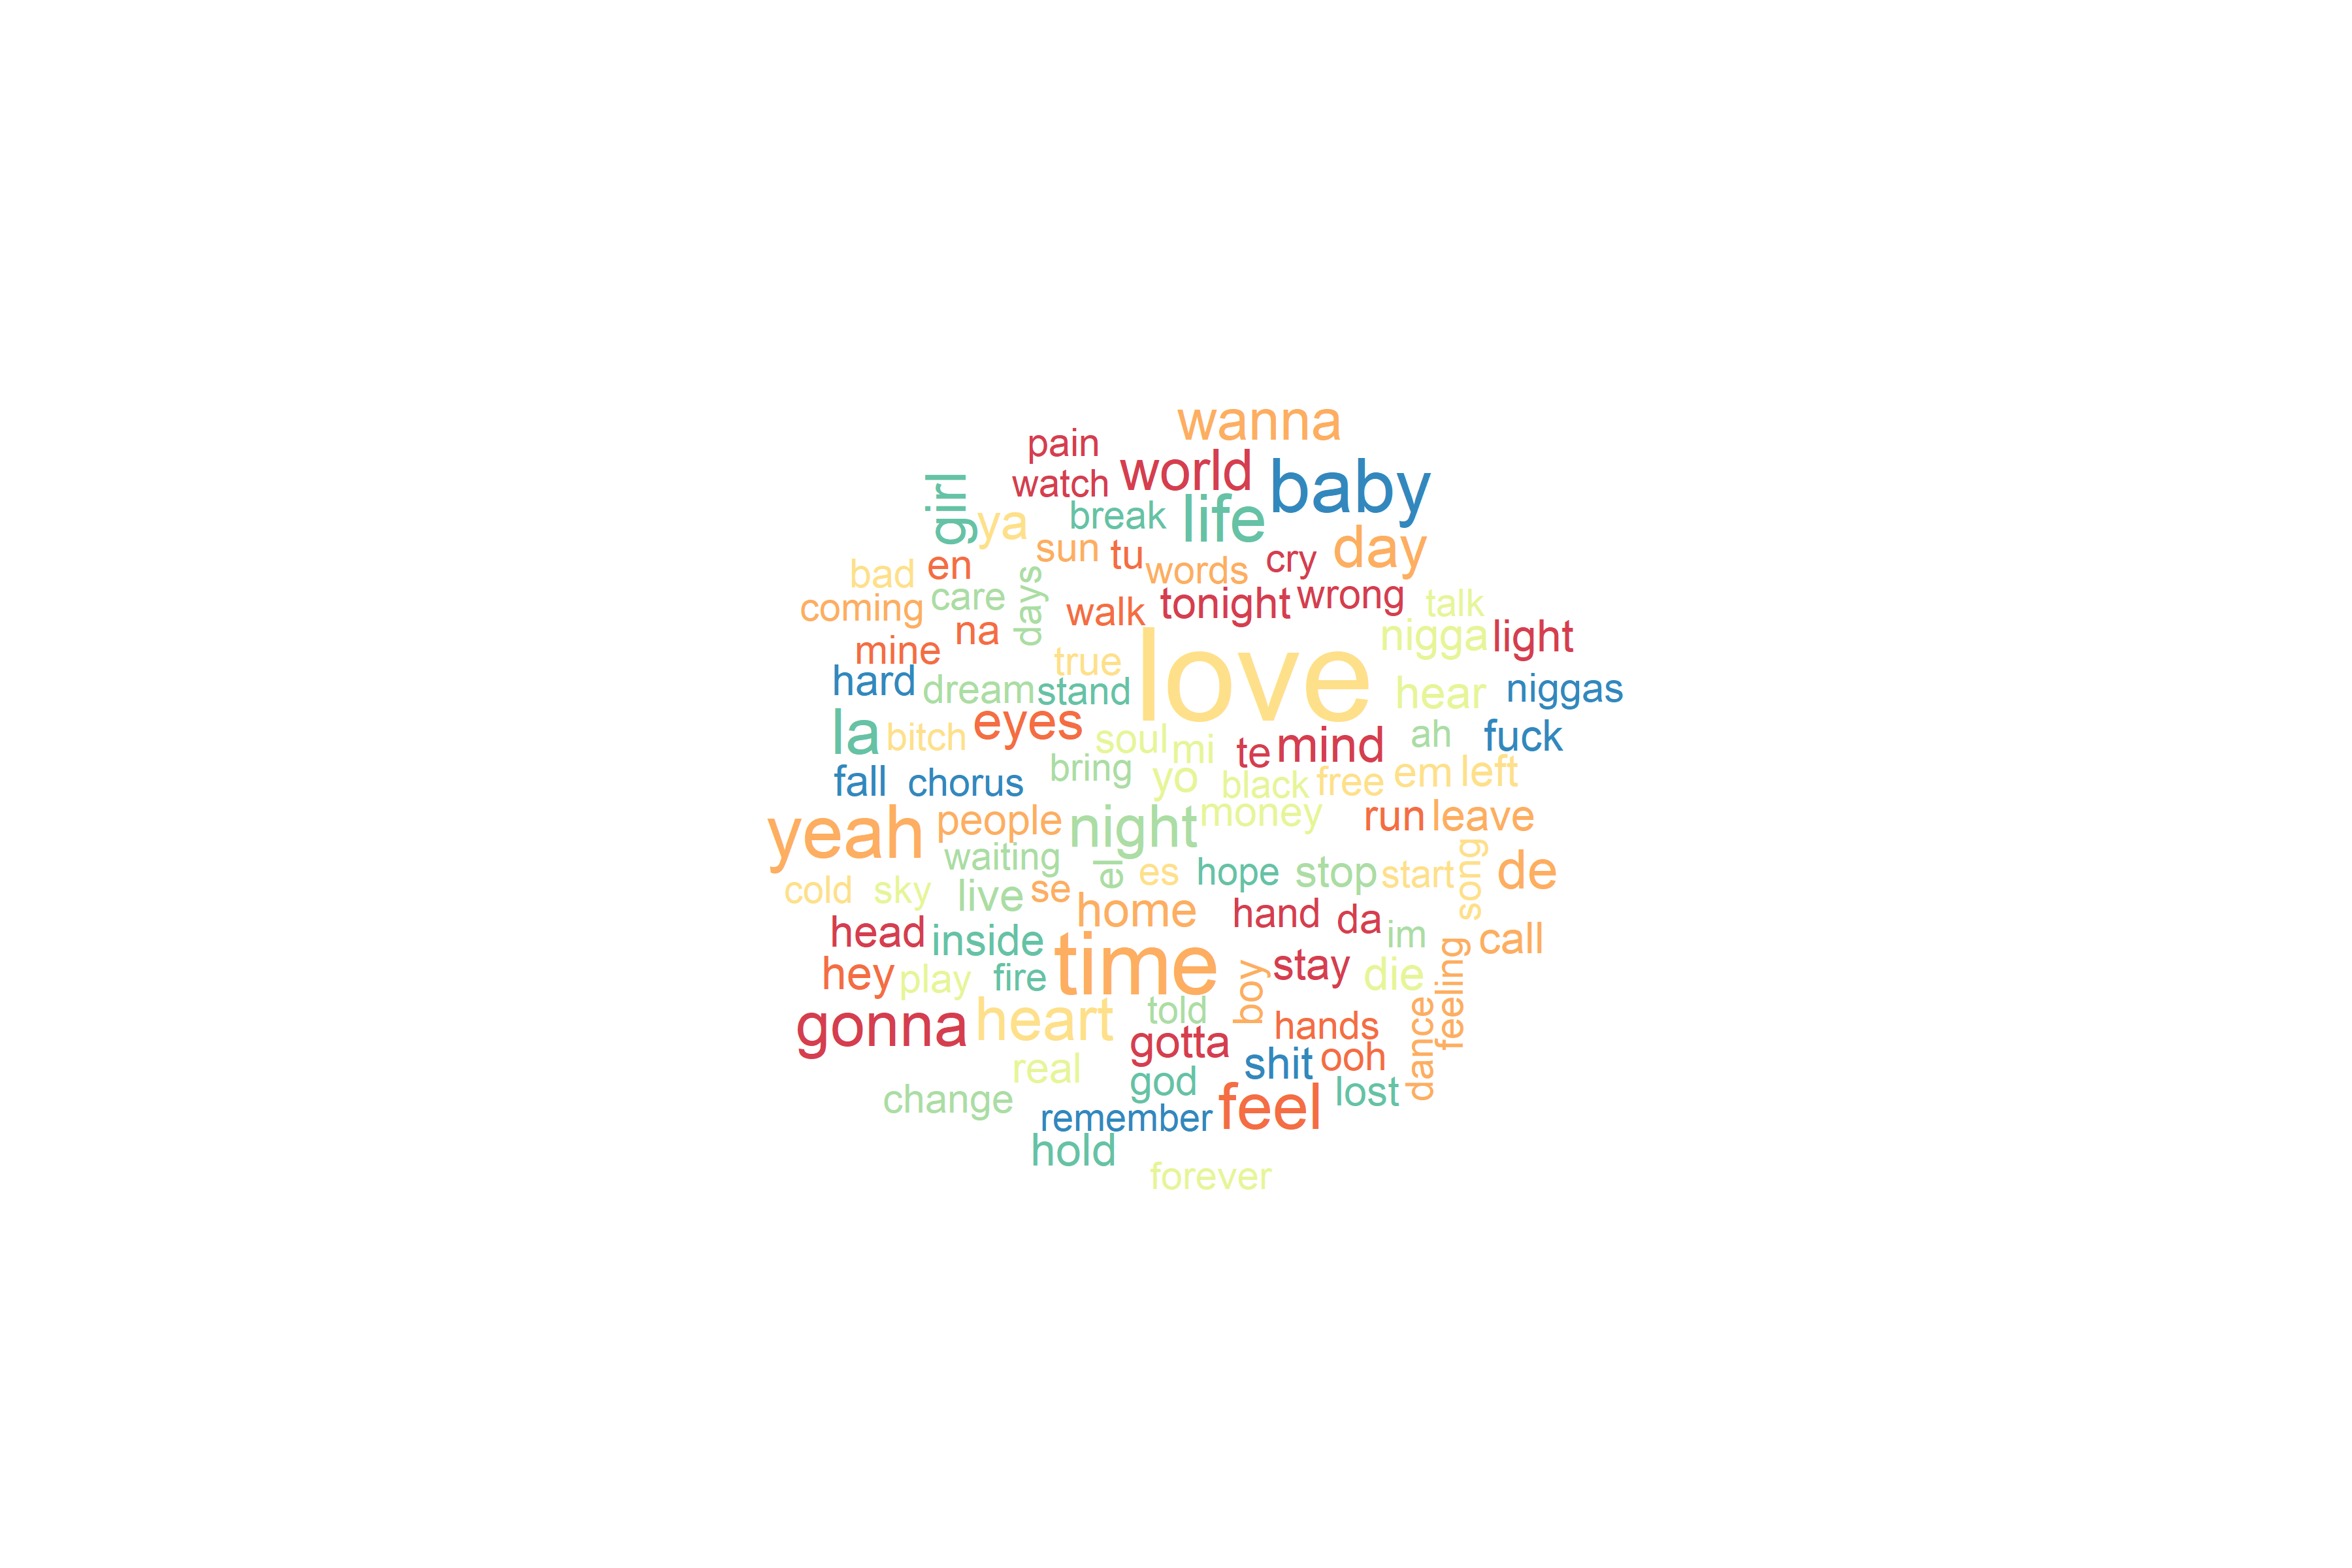 wanna
pain
world
baby
watch
girl
life
break
ya
day
sun
tu
cry
en
words
bad
care
days
wrong
tonight
talk
coming
walk
na
nigga
light
mine
true
love
hard
dream
stand
hear
niggas
eyes
la
bitch
soul
mi
te
mind
ah
fuck
bring
yo
fall
chorus
black
free
em
left
yeah
people
night
money
run
leave
waiting
el
es
hope
stop
start
song
de
cold
sky
live
se
home
hand
da
im
head
inside
call
time
feeling
hey
play
fire
boy
stay
die
gonna
heart
told
hands
dance
gotta
real
shit
ooh
god
lost
change
remember
feel
hold
forever